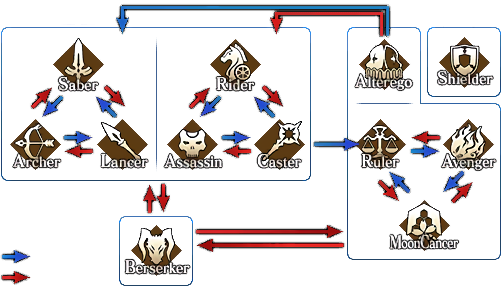 Saber
Rider
Alterego
Shielder
Archer
Lancer
Assassin
Caster
Ruler
Avenger
MoonCancer
Berserker